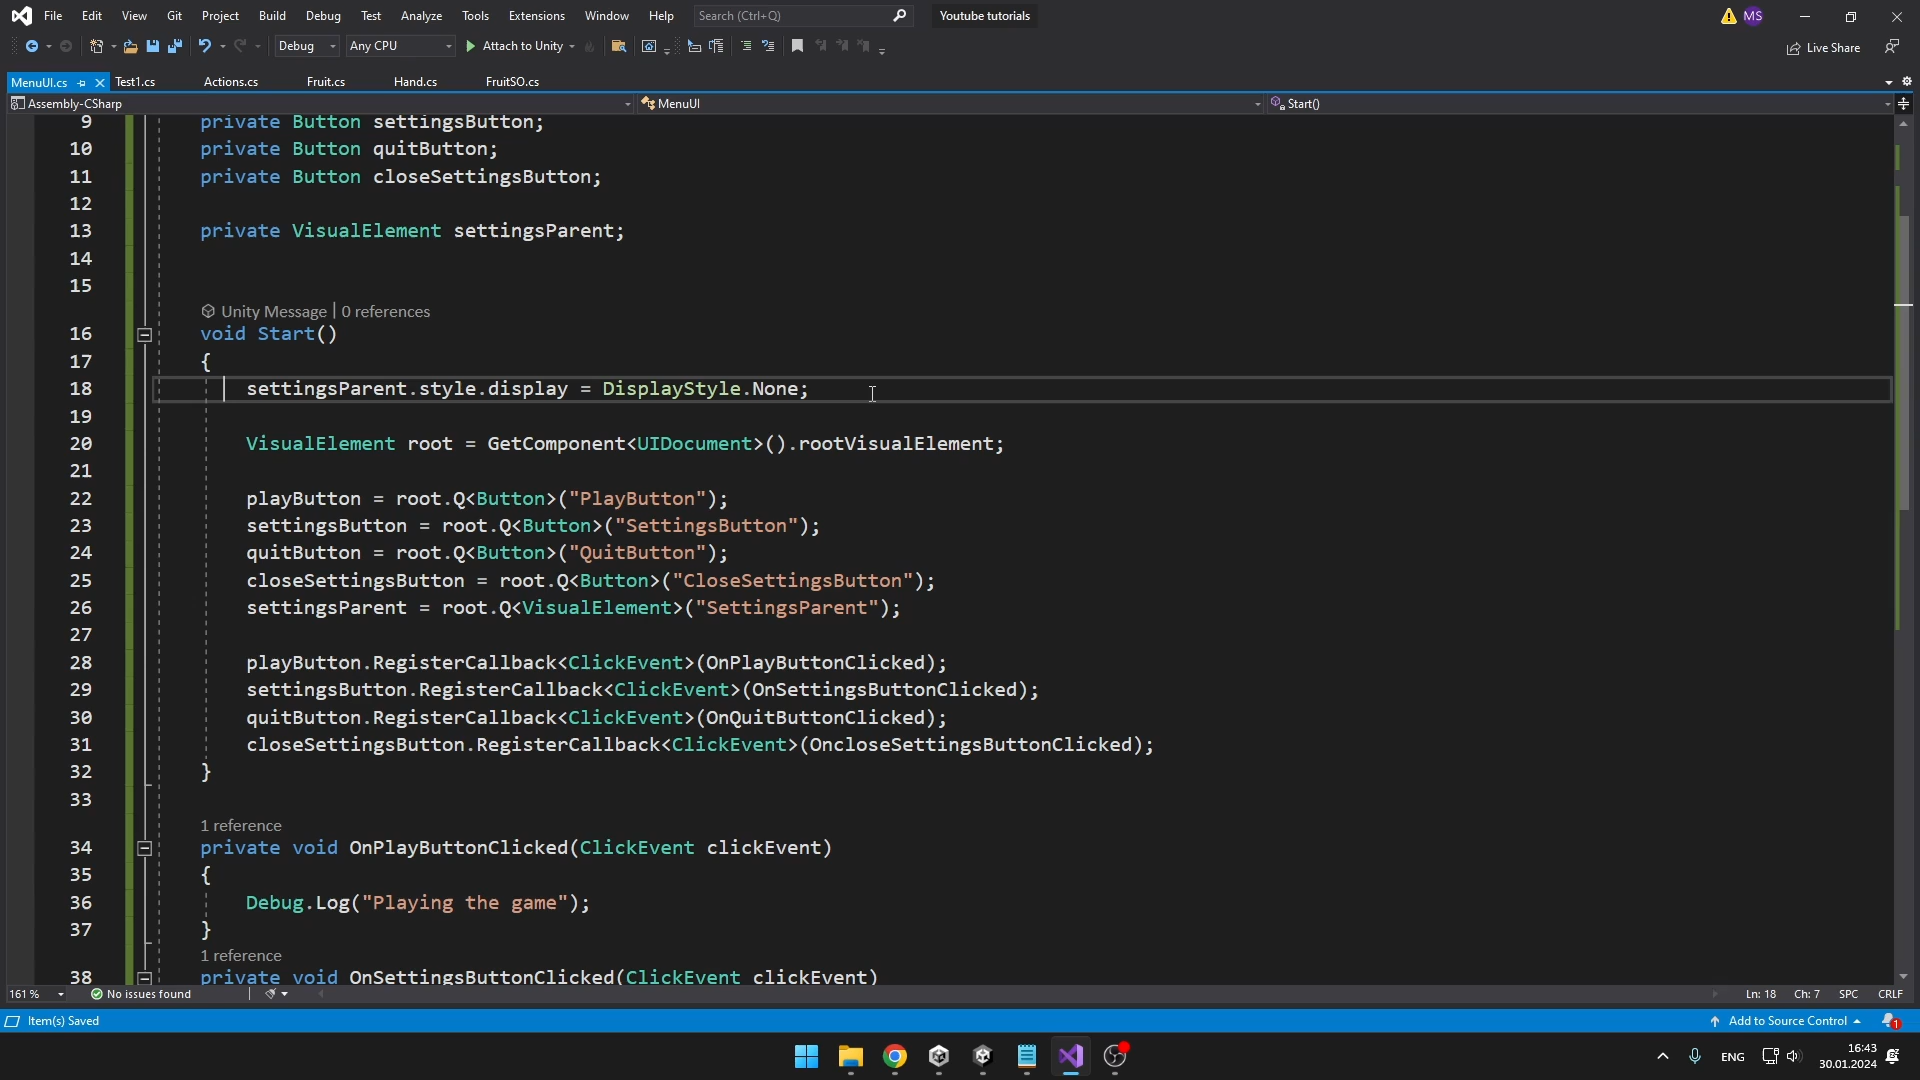 File Edit View Git Project Build Debug Test Analyze Tools Extensions Window Help Search (Ctrl+Q) Youtube tutorials MS
Debug Any CPU Attach to Unity Live Share
MenuUI.cs Test1.cs Actions.cs Fruit.cs Hand.cs FruitSO.cs
Assembly-CSharp MenuUI Start()
9 private Button settingsButton;
10 private Button quitButton;
11 private Button closeSettingsButton;
12
13 private VisualElement settingsParent;
14
15
Unity Message | 0 references
16 void Start()
17 {
18 settingsParent.style.display = DisplayStyle.None;
19
20 VisualElement root = GetComponent<UIDocument>().rootVisualElement;
21
22 playButton = root.Q<Button>("PlayButton");
23 settingsButton = root.Q<Button>("SettingsButton");
24 quitButton = root.Q<Button>("QuitButton");
25 closeSettingsButton = root.Q<Button>("CloseSettingsButton");
26 settingsParent = root.Q<VisualElement>("SettingsParent");
27
28 playButton.RegisterCallback<ClickEvent>(OnPlayButtonClicked);
29 settingsButton.RegisterCallback<ClickEvent>(OnSettingsButtonClicked);
30 quitButton.RegisterCallback<ClickEvent>(OnQuitButtonClicked);
31 closeSettingsButton.RegisterCallback<ClickEvent>(OncloseSettingsButtonClicked);
32 }
33
1 reference
34 private void OnPlayButtonClicked(ClickEvent clickEvent)
35 {
36 Debug.Log("Playing the game");
37 }
1 reference
38 private void OnSettingsButtonClicked(ClickEvent clickEvent)
161 % No issues found Ln: 18 Ch: 7 SPC CRLF
Item(s) Saved Add to Source Control 1
ENG 16:43
30.01.2024